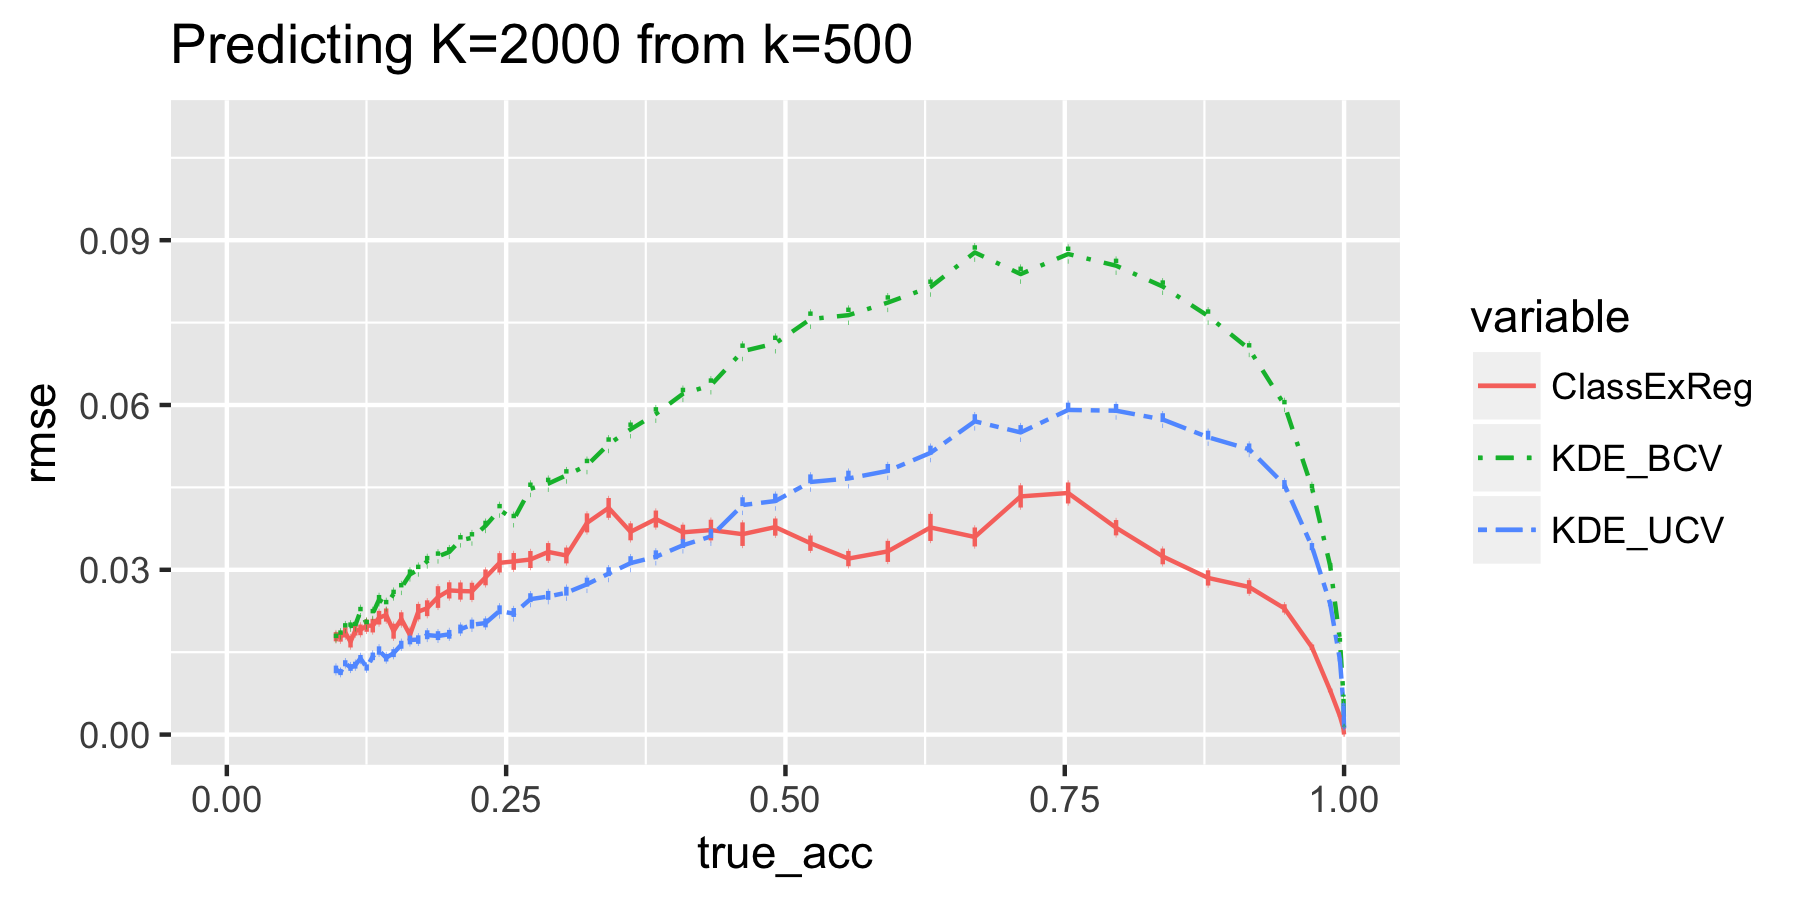 Predicting K=2000 from k=500
rmse
0.09
0.06
0.03
0.00
0.00 0.25 0.50 0.75 1.00
true_acc
variable
ClassExReg
KDE_BCV
KDE_UCV